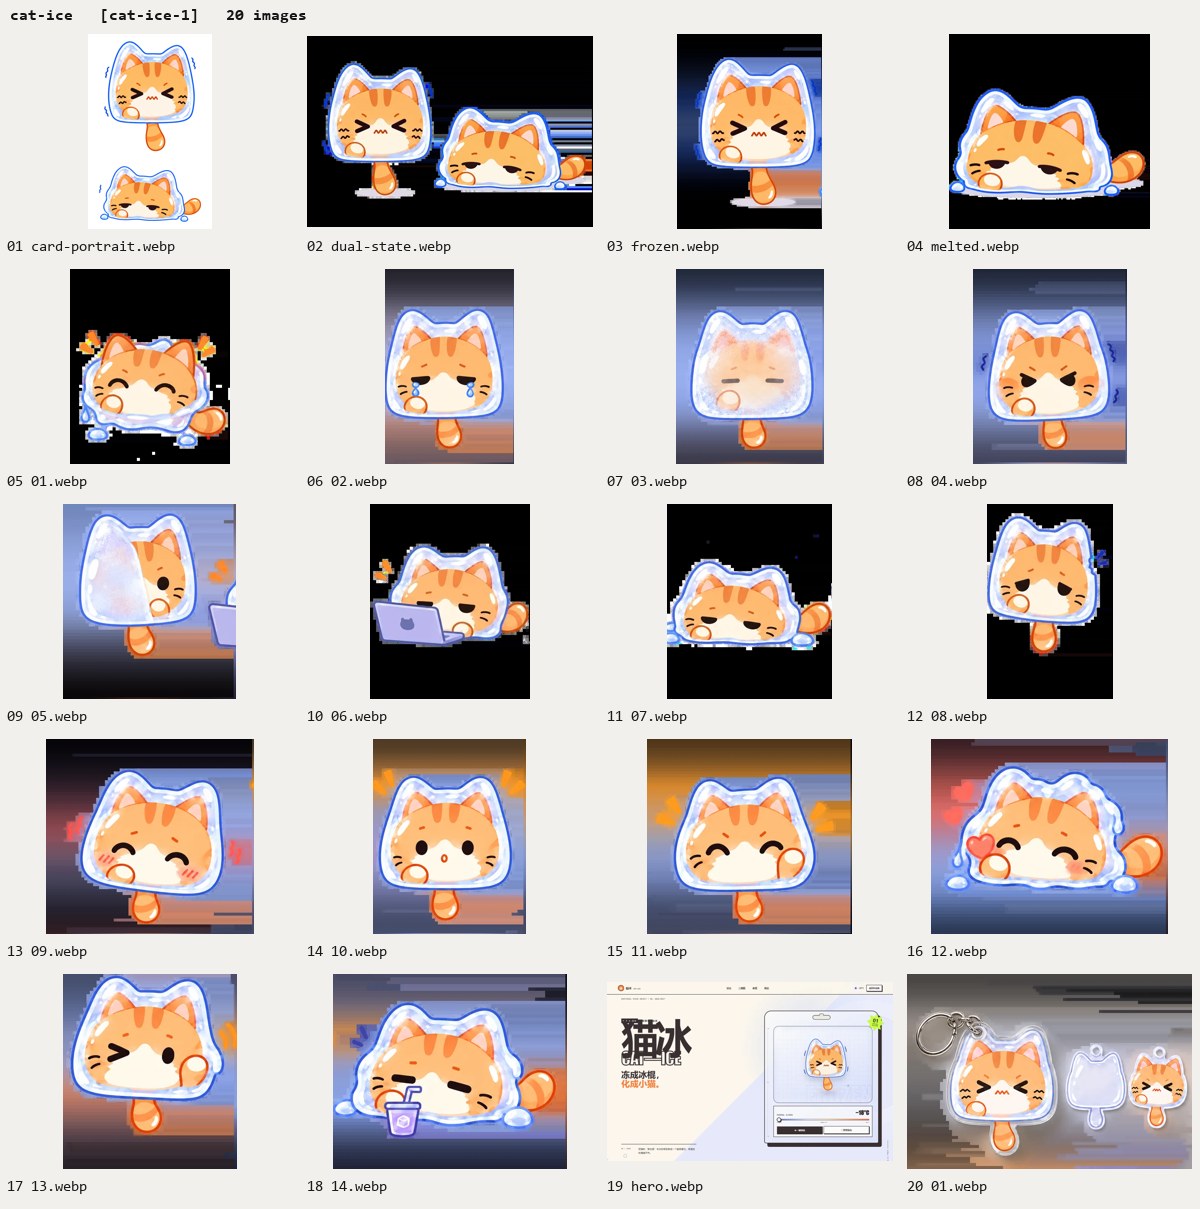 cat-ice [cat-ice-1] 20 images
01 card-portrait.webp
02 dual-state.webp
03 frozen.webp
04 melted.webp
05 01.webp
06 02.webp
07 03.webp
08 04.webp
09 05.webp
10 06.webp
11 07.webp
12 08.webp
13 09.webp
14 10.webp
15 11.webp
16 12.webp
猫冰
CAT—ICE
冻成冰棍，
化成小猫。
17 13.webp
18 14.webp
19 hero.webp
20 01.webp